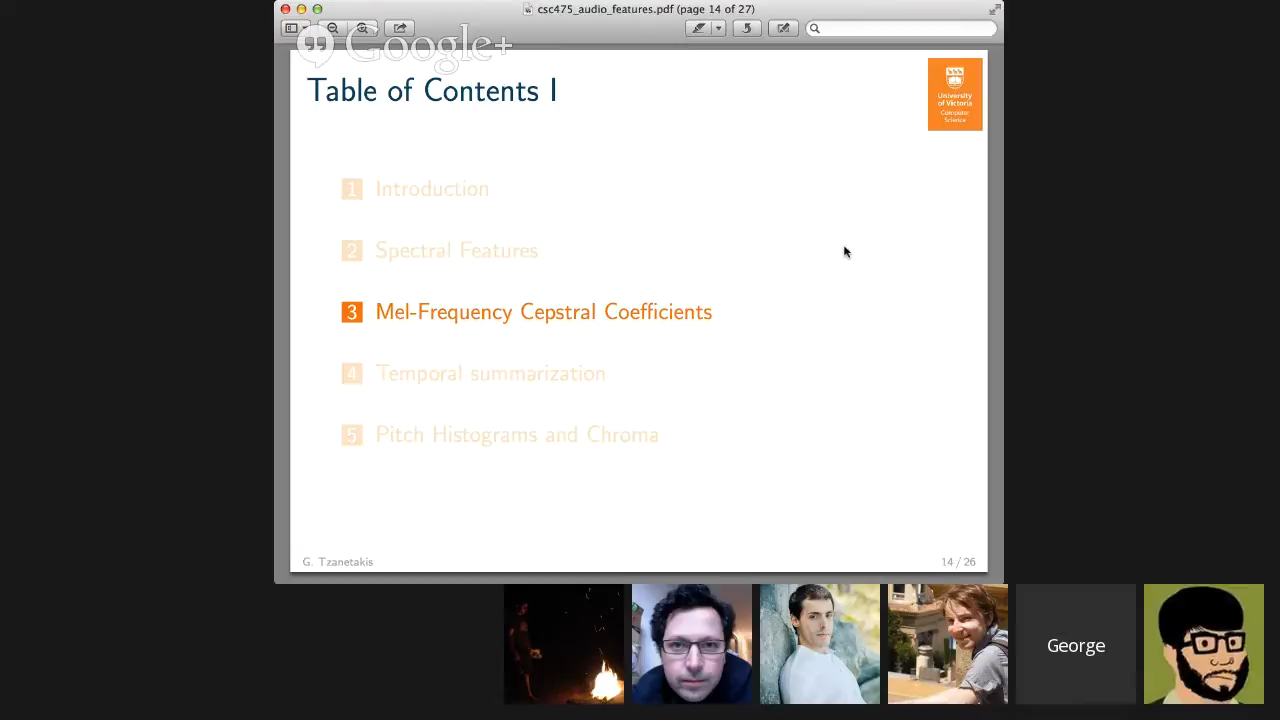 csc475_audio_features.pdf (page 14 of 27)
Google+
Table of Contents I
University
of Victoria
Computer
Science
1 Introduction
2 Spectral Features
3 Mel-Frequency Cepstral Coefficients
4 Temporal summarization
5 Pitch Histograms and Chroma
G. Tzanetakis
14 / 26
George